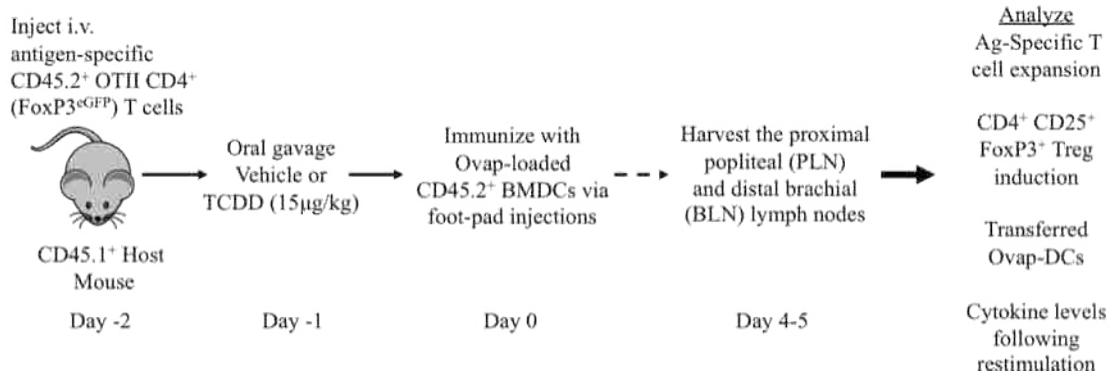 Inject i.v.
antigen-specific
CD45.2⁺ OTII CD4⁺
(FoxP3ᵉᴳᶠᴾ) T cells
CD45.1⁺ Host
Mouse
Day -2
Oral gavage
Vehicle or
TCDD (15μg/kg)
Day -1
Immunize with
Ovap-loaded
CD45.2⁺ BMDCs via
foot-pad injections
Day 0
Harvest the proximal
popliteal (PLN)
and distal brachial
(BLN) lymph nodes
Day 4-5
Analyze
Ag-Specific T
cell expansion
CD4⁺ CD25⁺
FoxP3⁺ Treg
induction
Transferred
Ovap-DCs
Cytokine levels
following
restimulation